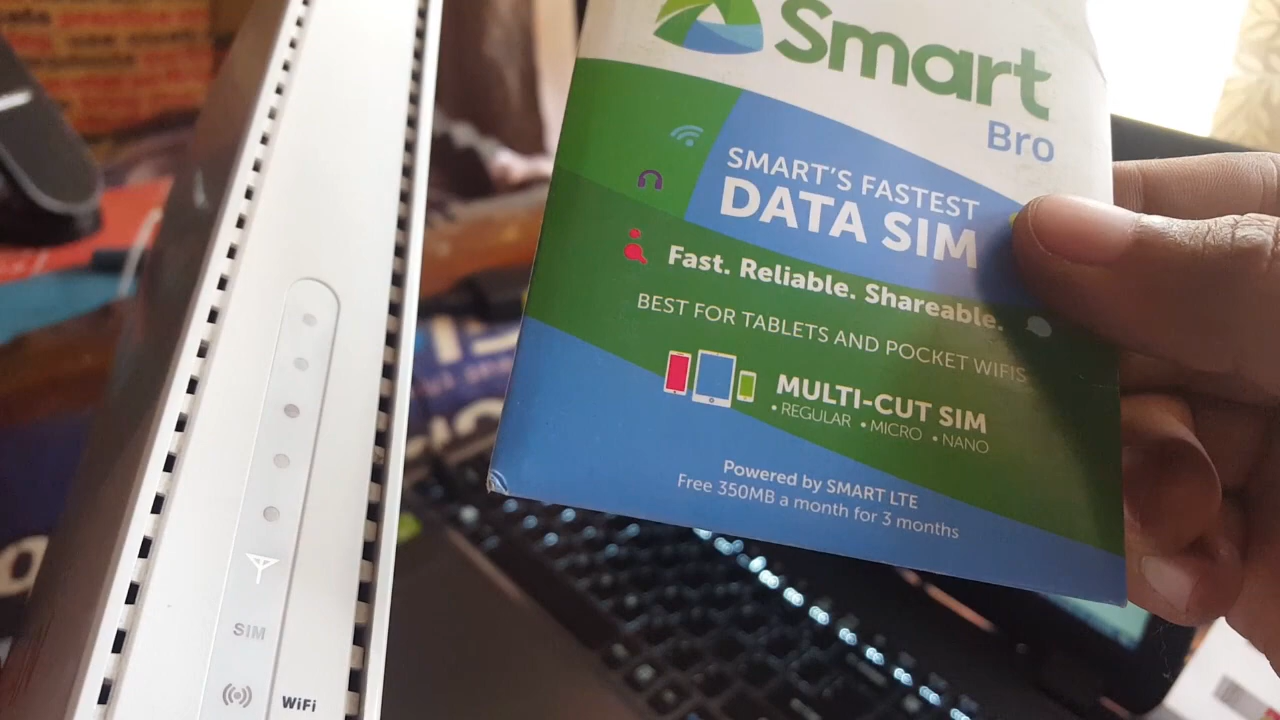 Smart
Bro
SMART'S FASTEST
DATA SIM
Fast. Reliable. Shareable.
BEST FOR TABLETS AND POCKET WIFIS
MULTI-CUT SIM
• REGULAR • MICRO • NANO
Powered by SMART LTE
Free 350MB a month for 3 months
SIM
WiFi